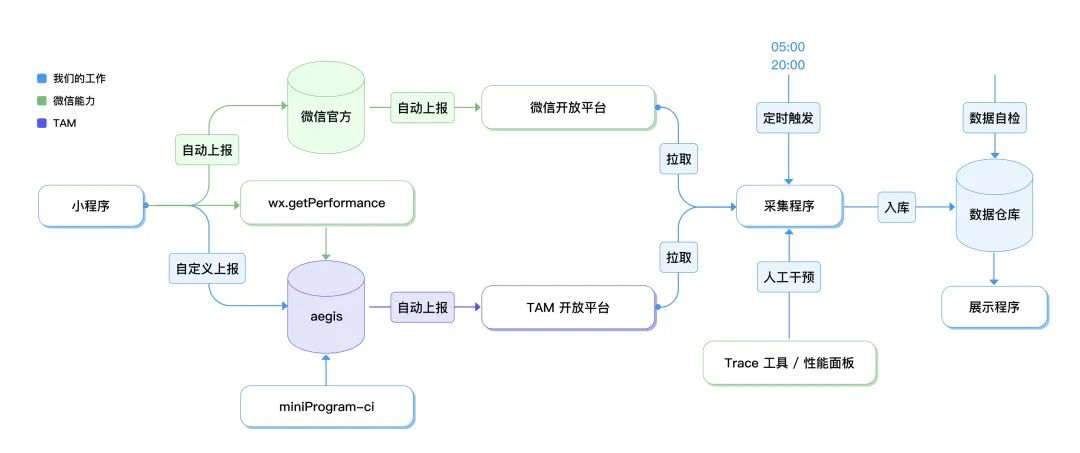 05:00
20:00
我们的工作
微信能力
TAM
微信官方
自动上报
微信开放平台
定时触发
数据自检
自动上报
拉取
小程序
wx.getPerformance
采集程序
入库
数据仓库
自定义上报
拉取
人工干预
aegis
自动上报
TAM 开放平台
展示程序
Trace 工具 / 性能面板
miniProgram-ci